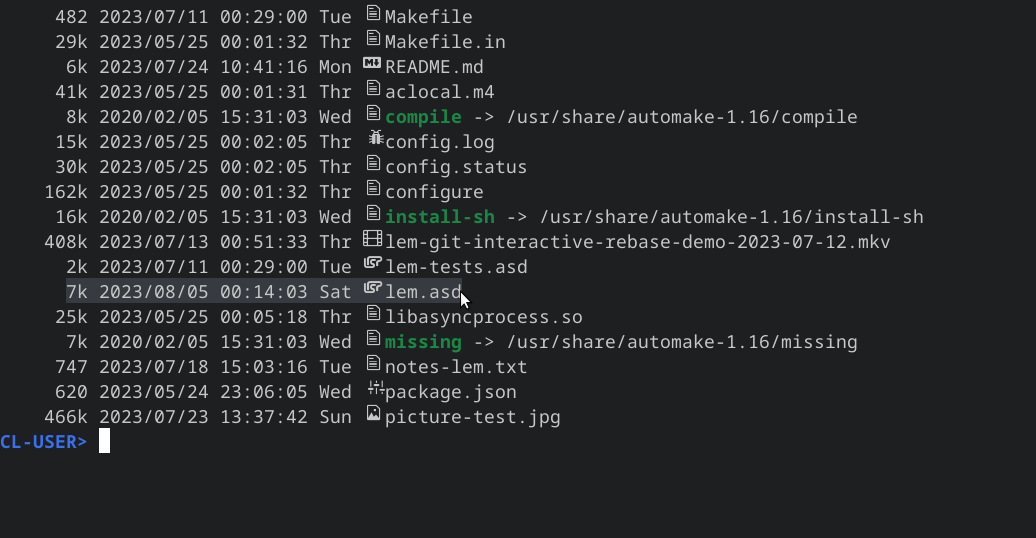 482 2023/07/11 00:29:00 Tue Makefile
29k 2023/05/25 00:01:32 Thr Makefile.in
6k 2023/07/24 10:41:16 Mon README.md
41k 2023/05/25 00:01:31 Thr aclocal.m4
8k 2020/02/05 15:31:03 Wed compile -> /usr/share/automake-1.16/compile
15k 2023/05/25 00:02:05 Thr config.log
30k 2023/05/25 00:02:05 Thr config.status
162k 2023/05/25 00:01:32 Thr configure
16k 2020/02/05 15:31:03 Wed install-sh -> /usr/share/automake-1.16/install-sh
408k 2023/07/13 00:51:33 Thr lem-git-interactive-rebase-demo-2023-07-12.mkv
2k 2023/07/11 00:29:00 Tue lem-tests.asd
7k 2023/08/05 00:14:03 Sat lem.asd
25k 2023/05/25 00:05:18 Thr libasyncprocess.so
7k 2020/02/05 15:31:03 Wed missing -> /usr/share/automake-1.16/missing
747 2023/07/18 15:03:16 Tue notes-lem.txt
620 2023/05/24 23:06:05 Wed package.json
466k 2023/07/23 13:37:42 Sun picture-test.jpg
CL-USER>